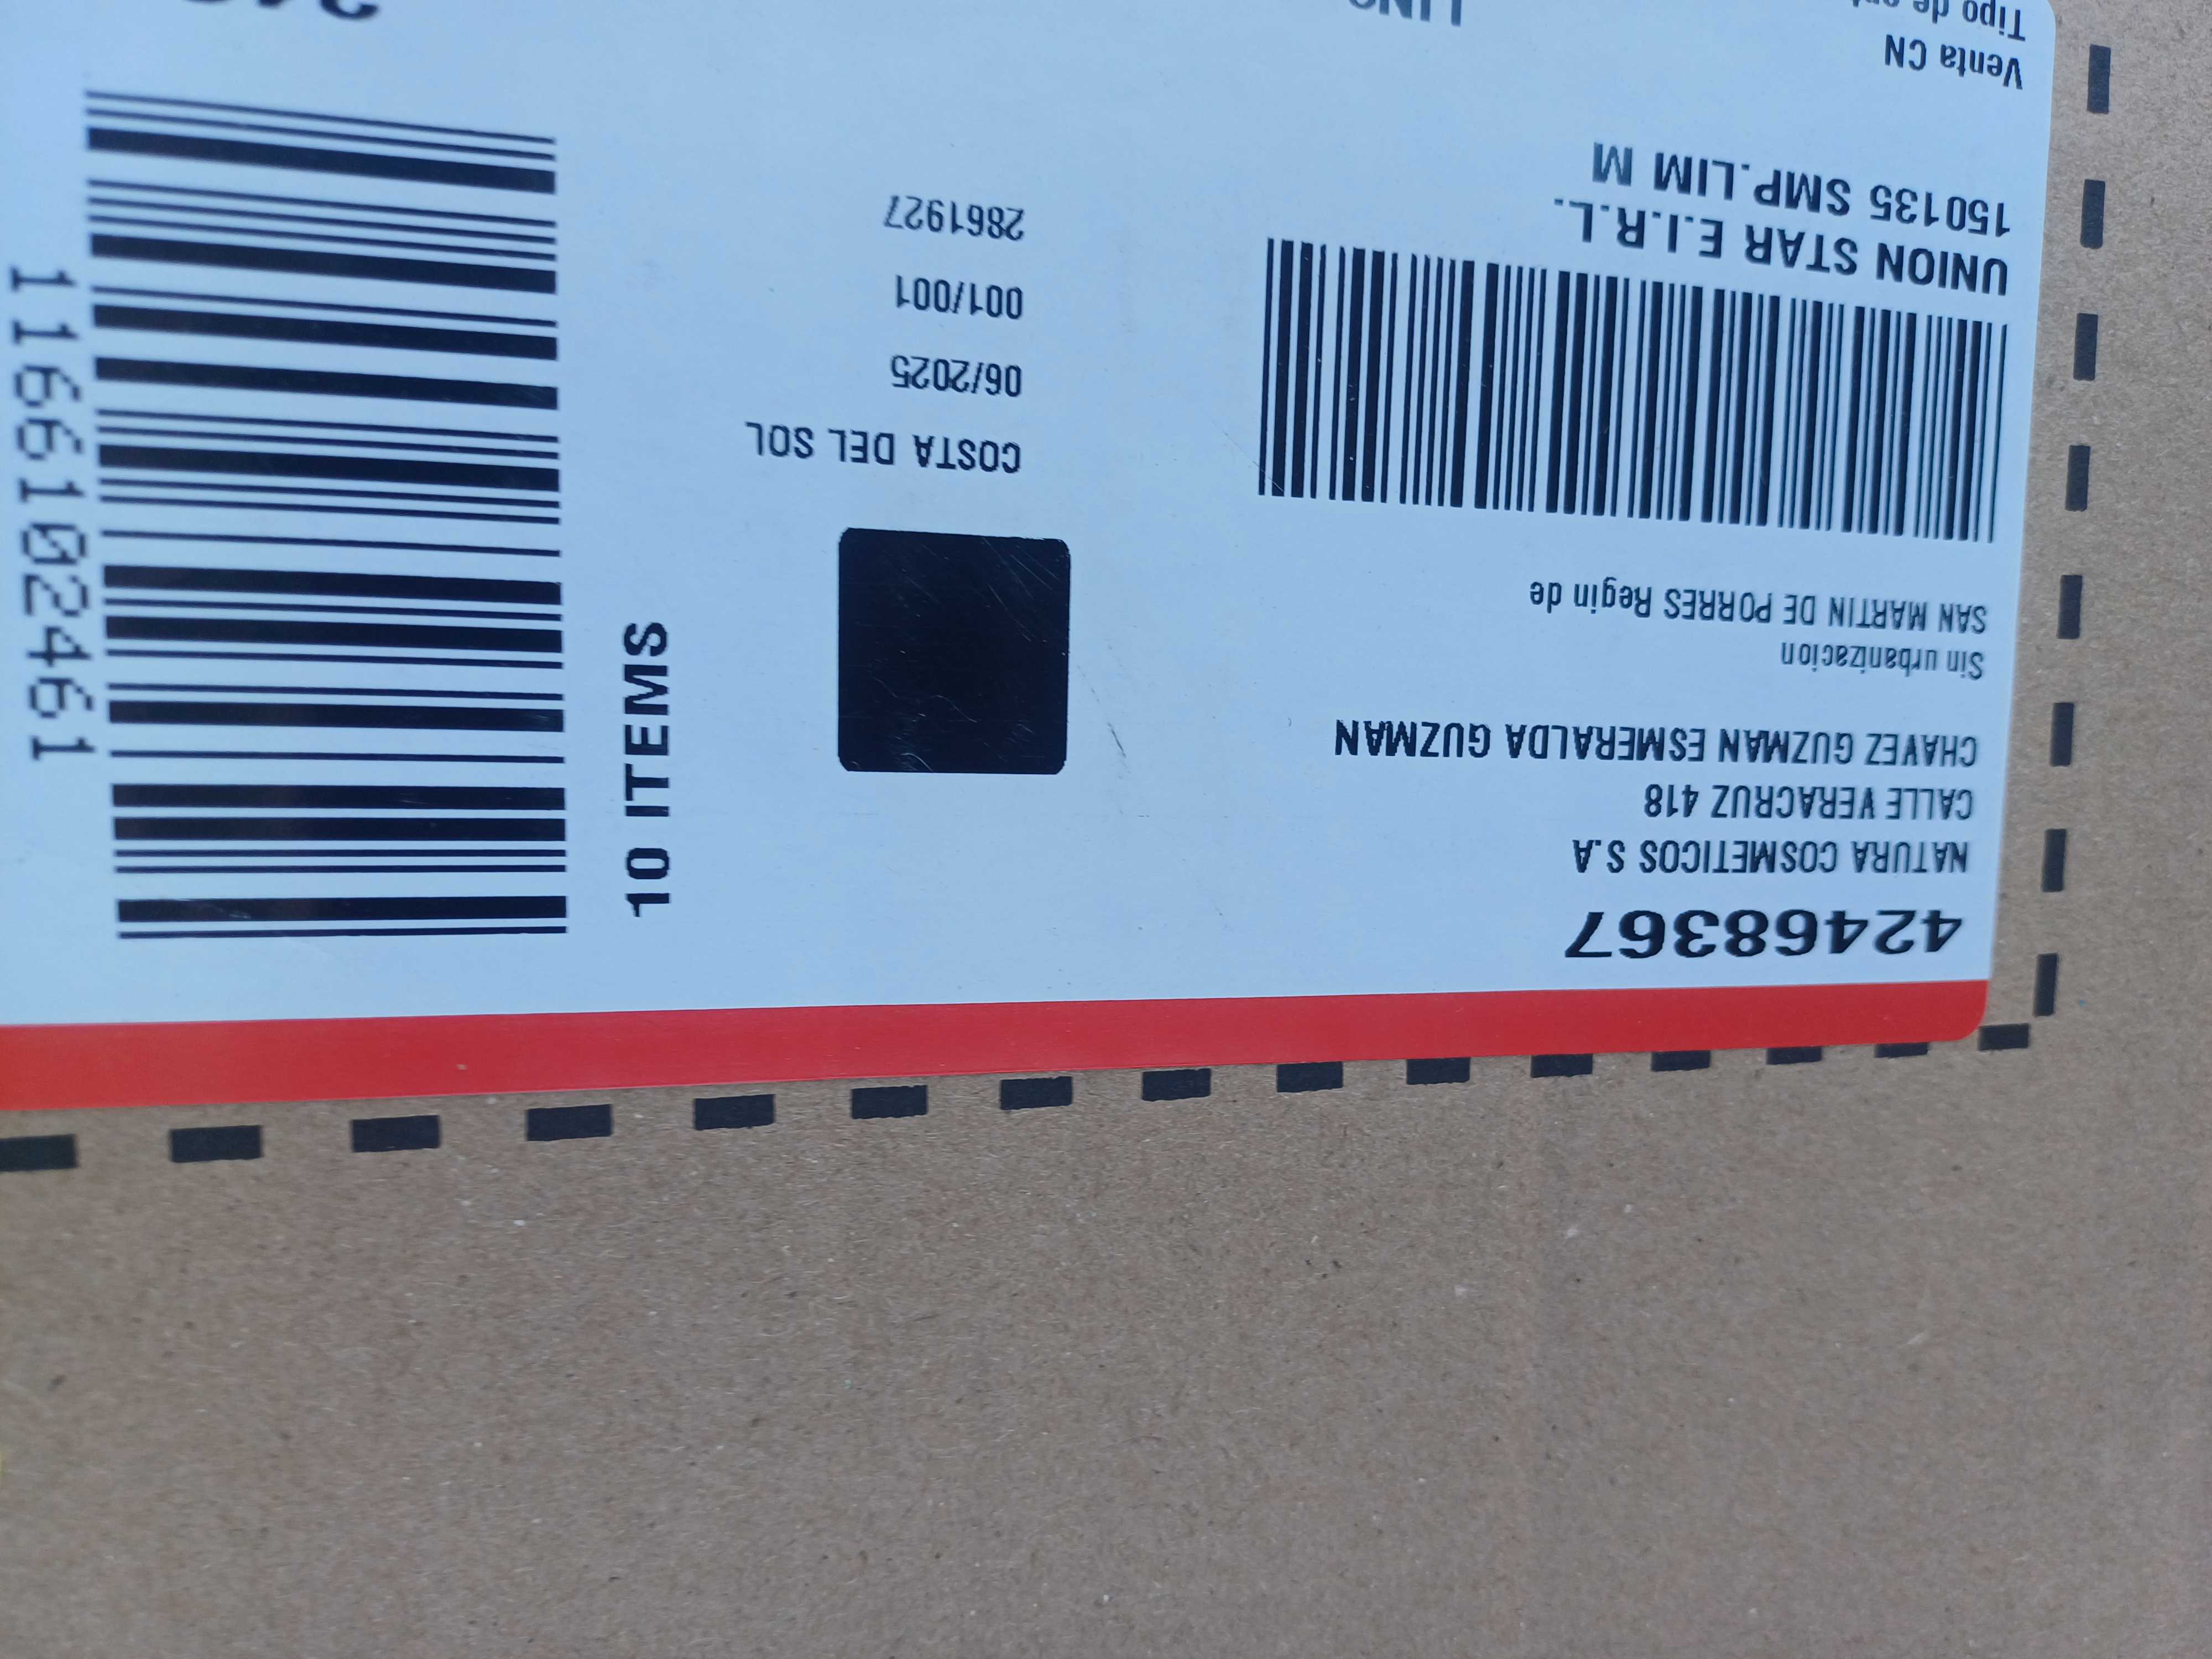 42468367
NATURA COSMETICOS S.A
CALLE VERACRUZ 418
CHAVEZ GUZMAN ESMERALDA GUZMAN
Sin urbanizacion
SAN MARTIN DE PORRES Regin de
UNION STAR E.I.R.L.
150135 SMP.LIM M
Venta CN
Tipo de
COSTA DEL SOL
06/2025
001/001
2861927
10 ITEMS
1166102461